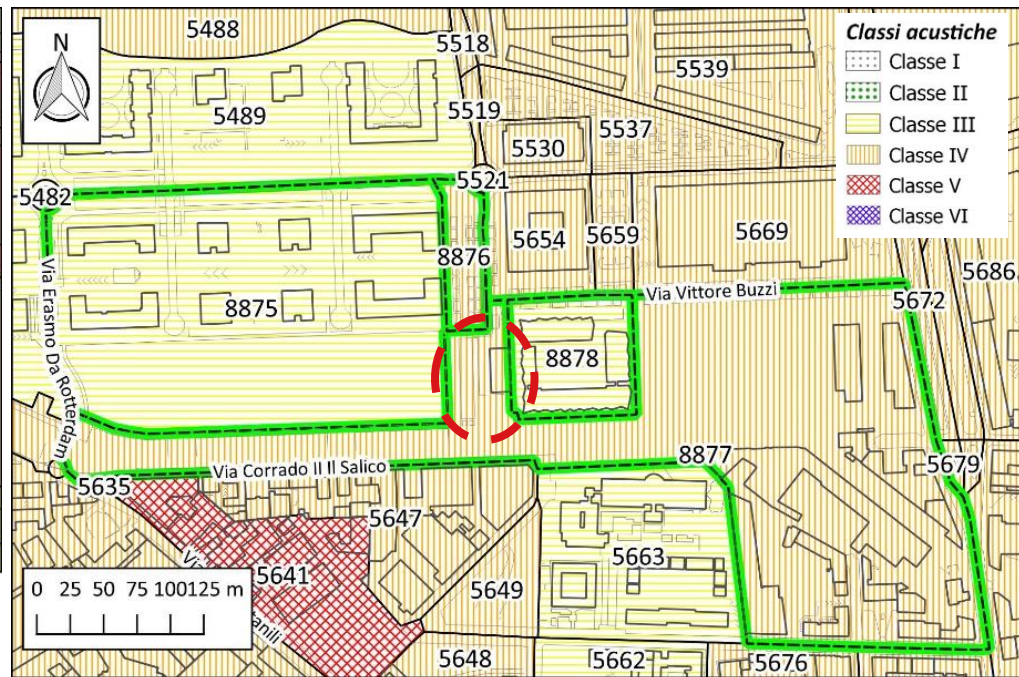 N
Classi acustiche
Classe I
Classe II
Classe III
Classe IV
Classe V
Classe VI
5488
5518
5539
5489
5519
5537
5530
5482
5521
5654
5659
5669
8876
5686
Via Vittore Buzzi
5672
8875
Via Erasmo Da Rotterdam
8878
8877
5679
Via Corrado II Il Salico
5635
5647
5663
5641
5649
0 25 50 75 100125 m
5648
5662
5676